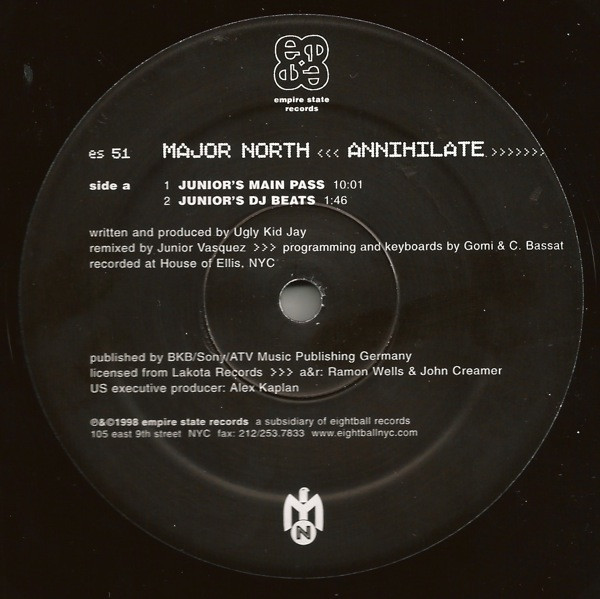 empire state
records
es 51 MAJOR NORTH <<< ANNIHILATE >>>>>>>
side a 1 JUNIOR'S MAIN PASS 10:01
2 JUNIOR'S DJ BEATS 1:46
written and produced by Ugly Kid Jay
remixed by Junior Vasquez >>> programming and keyboards by Gomi & C. Bassat
recorded at House of Ellis, NYC
published by BKB/Sony/ATV Music Publishing Germany
licensed from Lakota Records >>> a&r: Ramon Wells & John Creamer
US executive producer: Alex Kaplan
℗&©1998 empire state records a subsidiary of eightball records
105 east 9th street NYC fax: 212/253.7833 www.eightballnyc.com
N